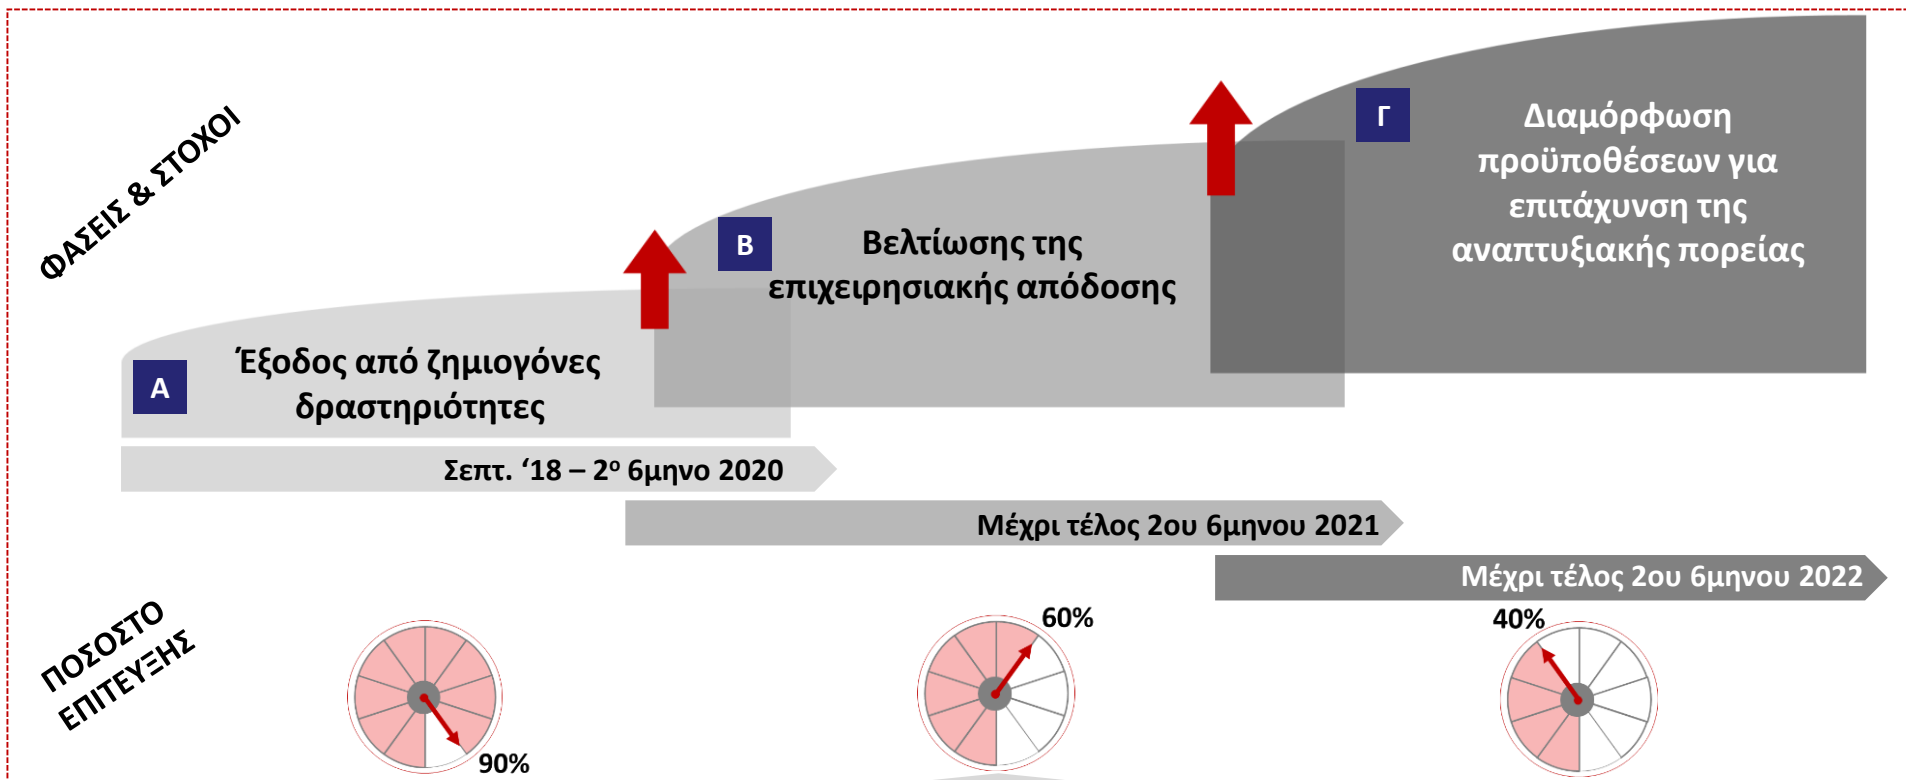 ΦΑΣΕΙΣ & ΣΤΟΧΟΙ
Α
Έξοδος από ζημιογόνες
δραστηριότητες
Β
Βελτίωσης της
επιχειρησιακής απόδοσης
Γ
Διαμόρφωση
προϋποθέσεων για
επιτάχυνση της
αναπτυξιακής πορείας
Σεπτ. ‘18 – 2ο 6μηνο 2020
Μέχρι τέλος 2ου 6μηνου 2021
Μέχρι τέλος 2ου 6μηνου 2022
ΠΟΣΟΣΤΟ
ΕΠΙΤΕΥΞΗΣ
90%
60%
40%